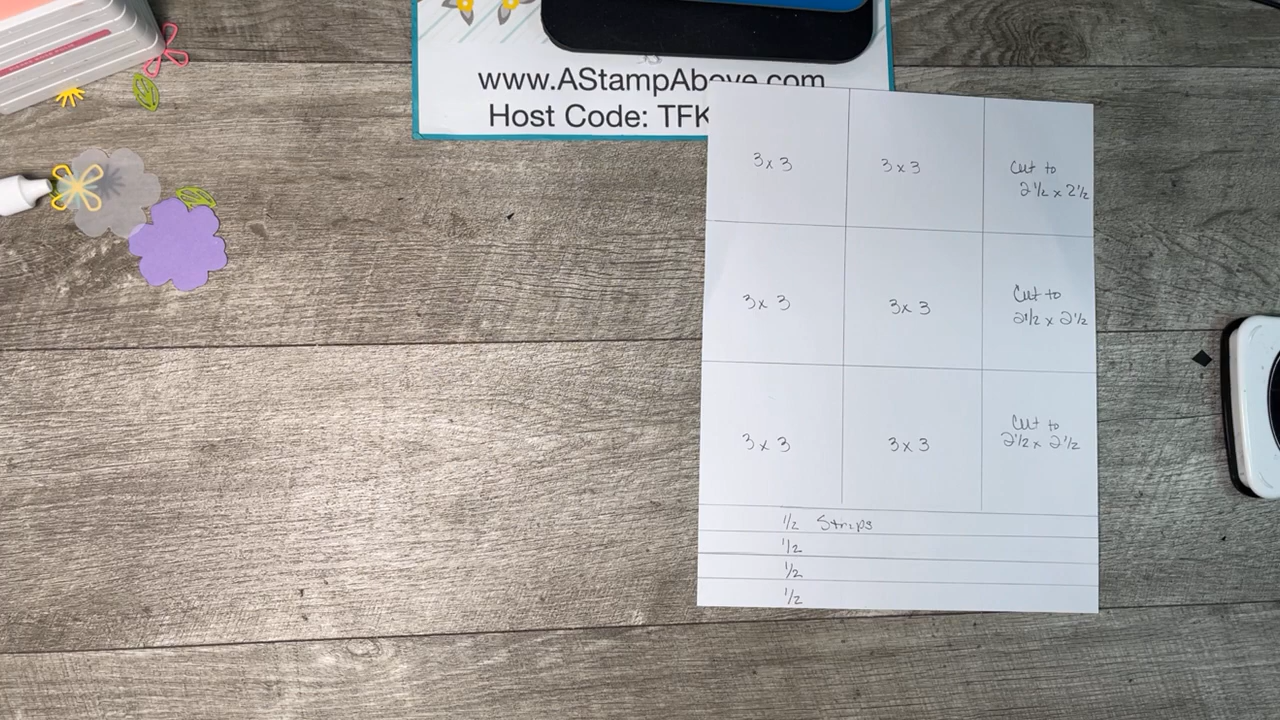 www.AStampAbove.com
Host Code: TFK
3 x 3
3 x 3
Cut to
2 1/2 x 2 1/2
3 x 3
3 x 3
Cut to
2 1/2 x 2 1/2
3 x 3
3 x 3
Cut to
2 1/2 x 2 1/2
1/2 Strips
1/2
1/2
1/2